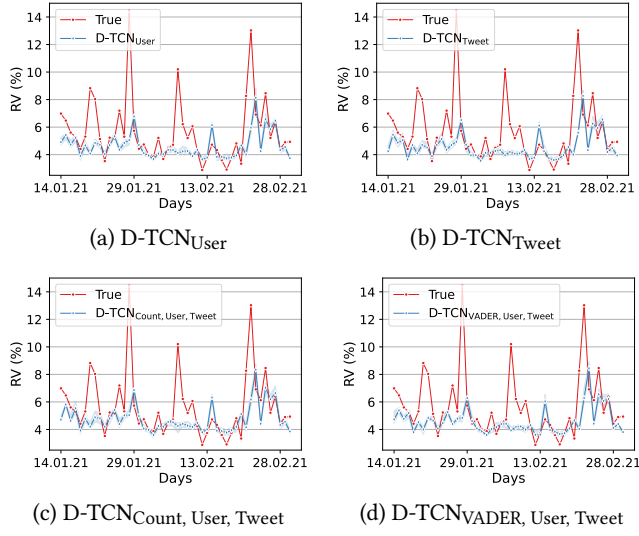 True
D-TCN_User
14
12
10
8
6
4
RV (%)
14.01.21 29.01.21 13.02.21 28.02.21
Days
(a) D-TCN_User
True
D-TCN_Tweet
14
12
10
8
6
4
RV (%)
14.01.21 29.01.21 13.02.21 28.02.21
Days
(b) D-TCN_Tweet
True
D-TCN_Count, User, Tweet
14
12
10
8
6
4
RV (%)
14.01.21 29.01.21 13.02.21 28.02.21
Days
(c) D-TCN_Count, User, Tweet
True
D-TCN_VADER, User, Tweet
14
12
10
8
6
4
RV (%)
14.01.21 29.01.21 13.02.21 28.02.21
Days
(d) D-TCN_VADER, User, Tweet